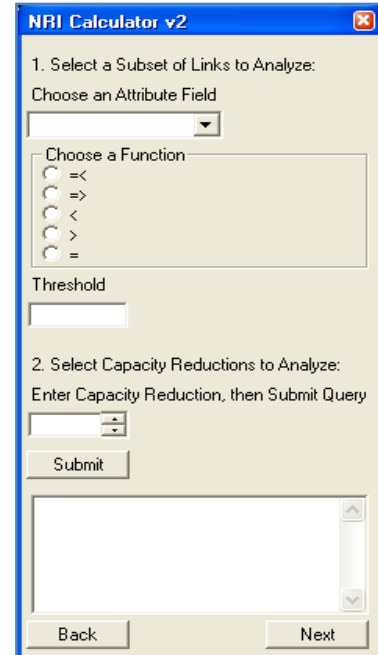 NRI Calculator v2
1. Select a Subset of Links to Analyze:
Choose an Attribute Field
Choose a Function
=<
=>
<
>
=
Threshold
2. Select Capacity Reductions to Analyze:
Enter Capacity Reduction, then Submit Query
Submit
Back Next